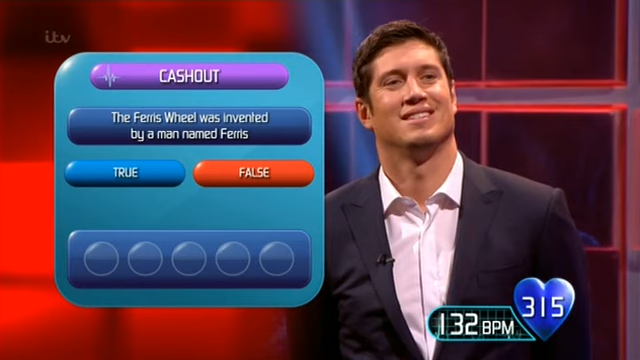 itv
CASHOUT
The Ferris Wheel was invented
by a man named Ferris
TRUE
FALSE
315
132 BPM